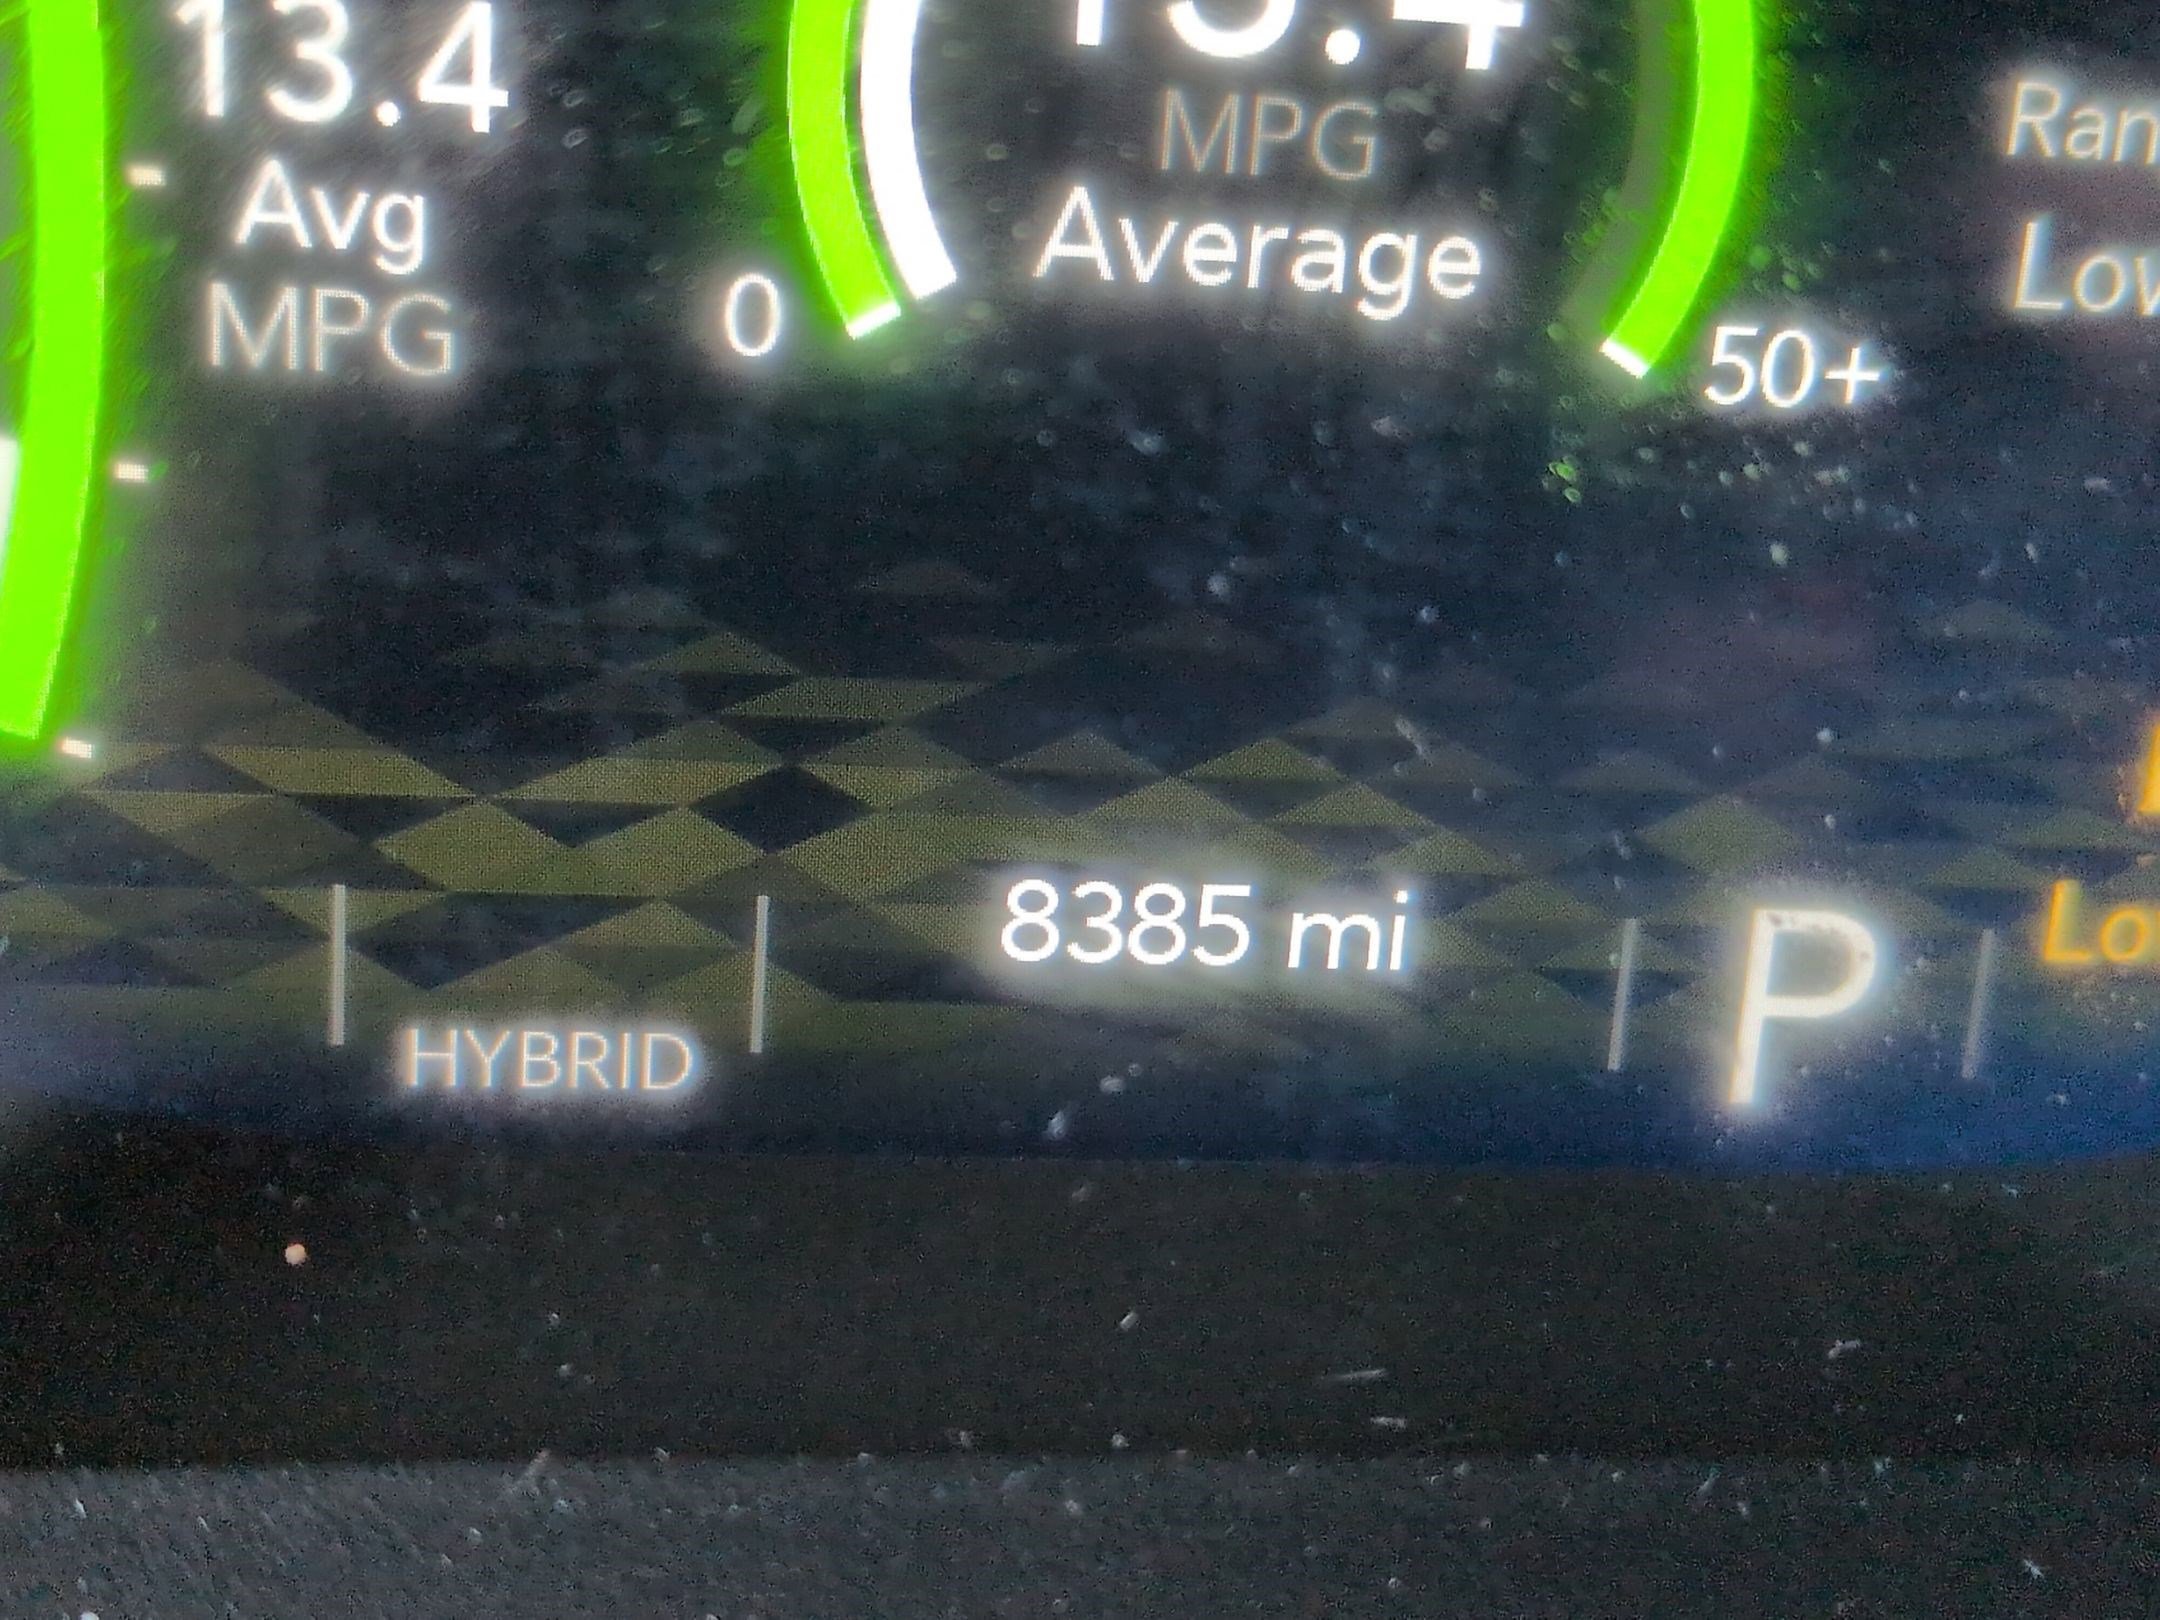 13.4
Avg
MPG
MPG
Average
0
50+
8385 mi
HYBRID
P